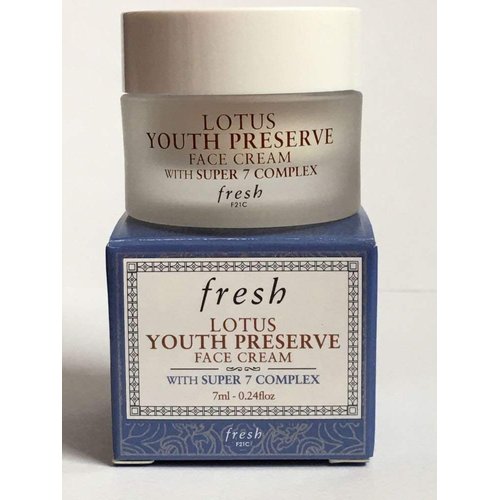 LOTUS
YOUTH PRESERVE
FACE CREAM
WITH SUPER 7 COMPLEX
fresh
F21C
fresh
LOTUS
YOUTH PRESERVE
FACE CREAM
WITH SUPER 7 COMPLEX
7ml - 0.24floz
fresh
F21C